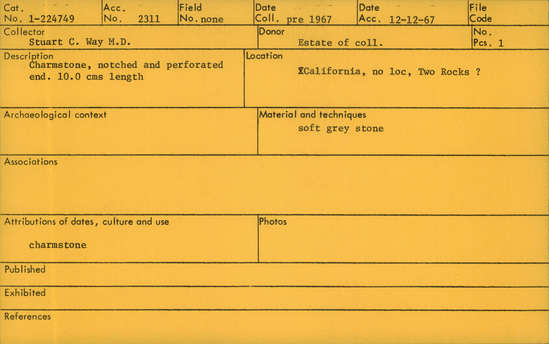 Cat. Acc. Field Date Date File
No. 1-224749 No. 2311 No. none Coll. pre 1967 Acc. 12-12-67 Code
Collector Donor No.
Stuart C. Way M.D. Estate of coll. Pcs. 1
Description Location
Charmstone, notched and perforated California, no loc, Two Rocks ?
end. 10.0 cms length
Archaeological context Material and techniques
soft grey stone
Associations
Attributions of dates, culture and use Photos
charmstone
Published
Exhibited
References